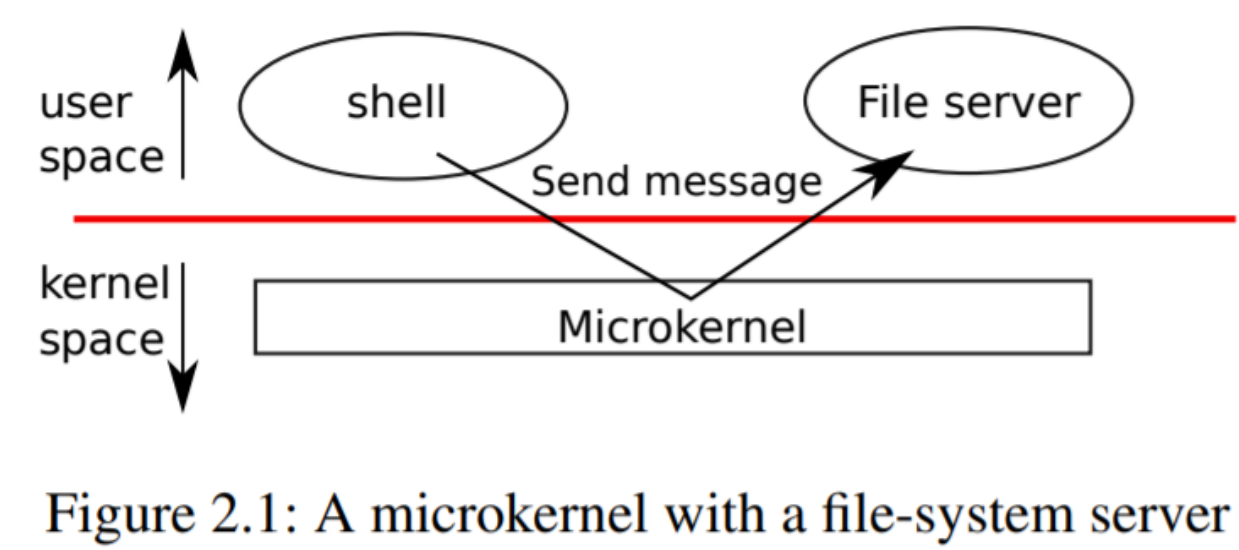 user
space
shell
File server
Send message
kernel
space
Microkernel
Figure 2.1: A microkernel with a file-system server